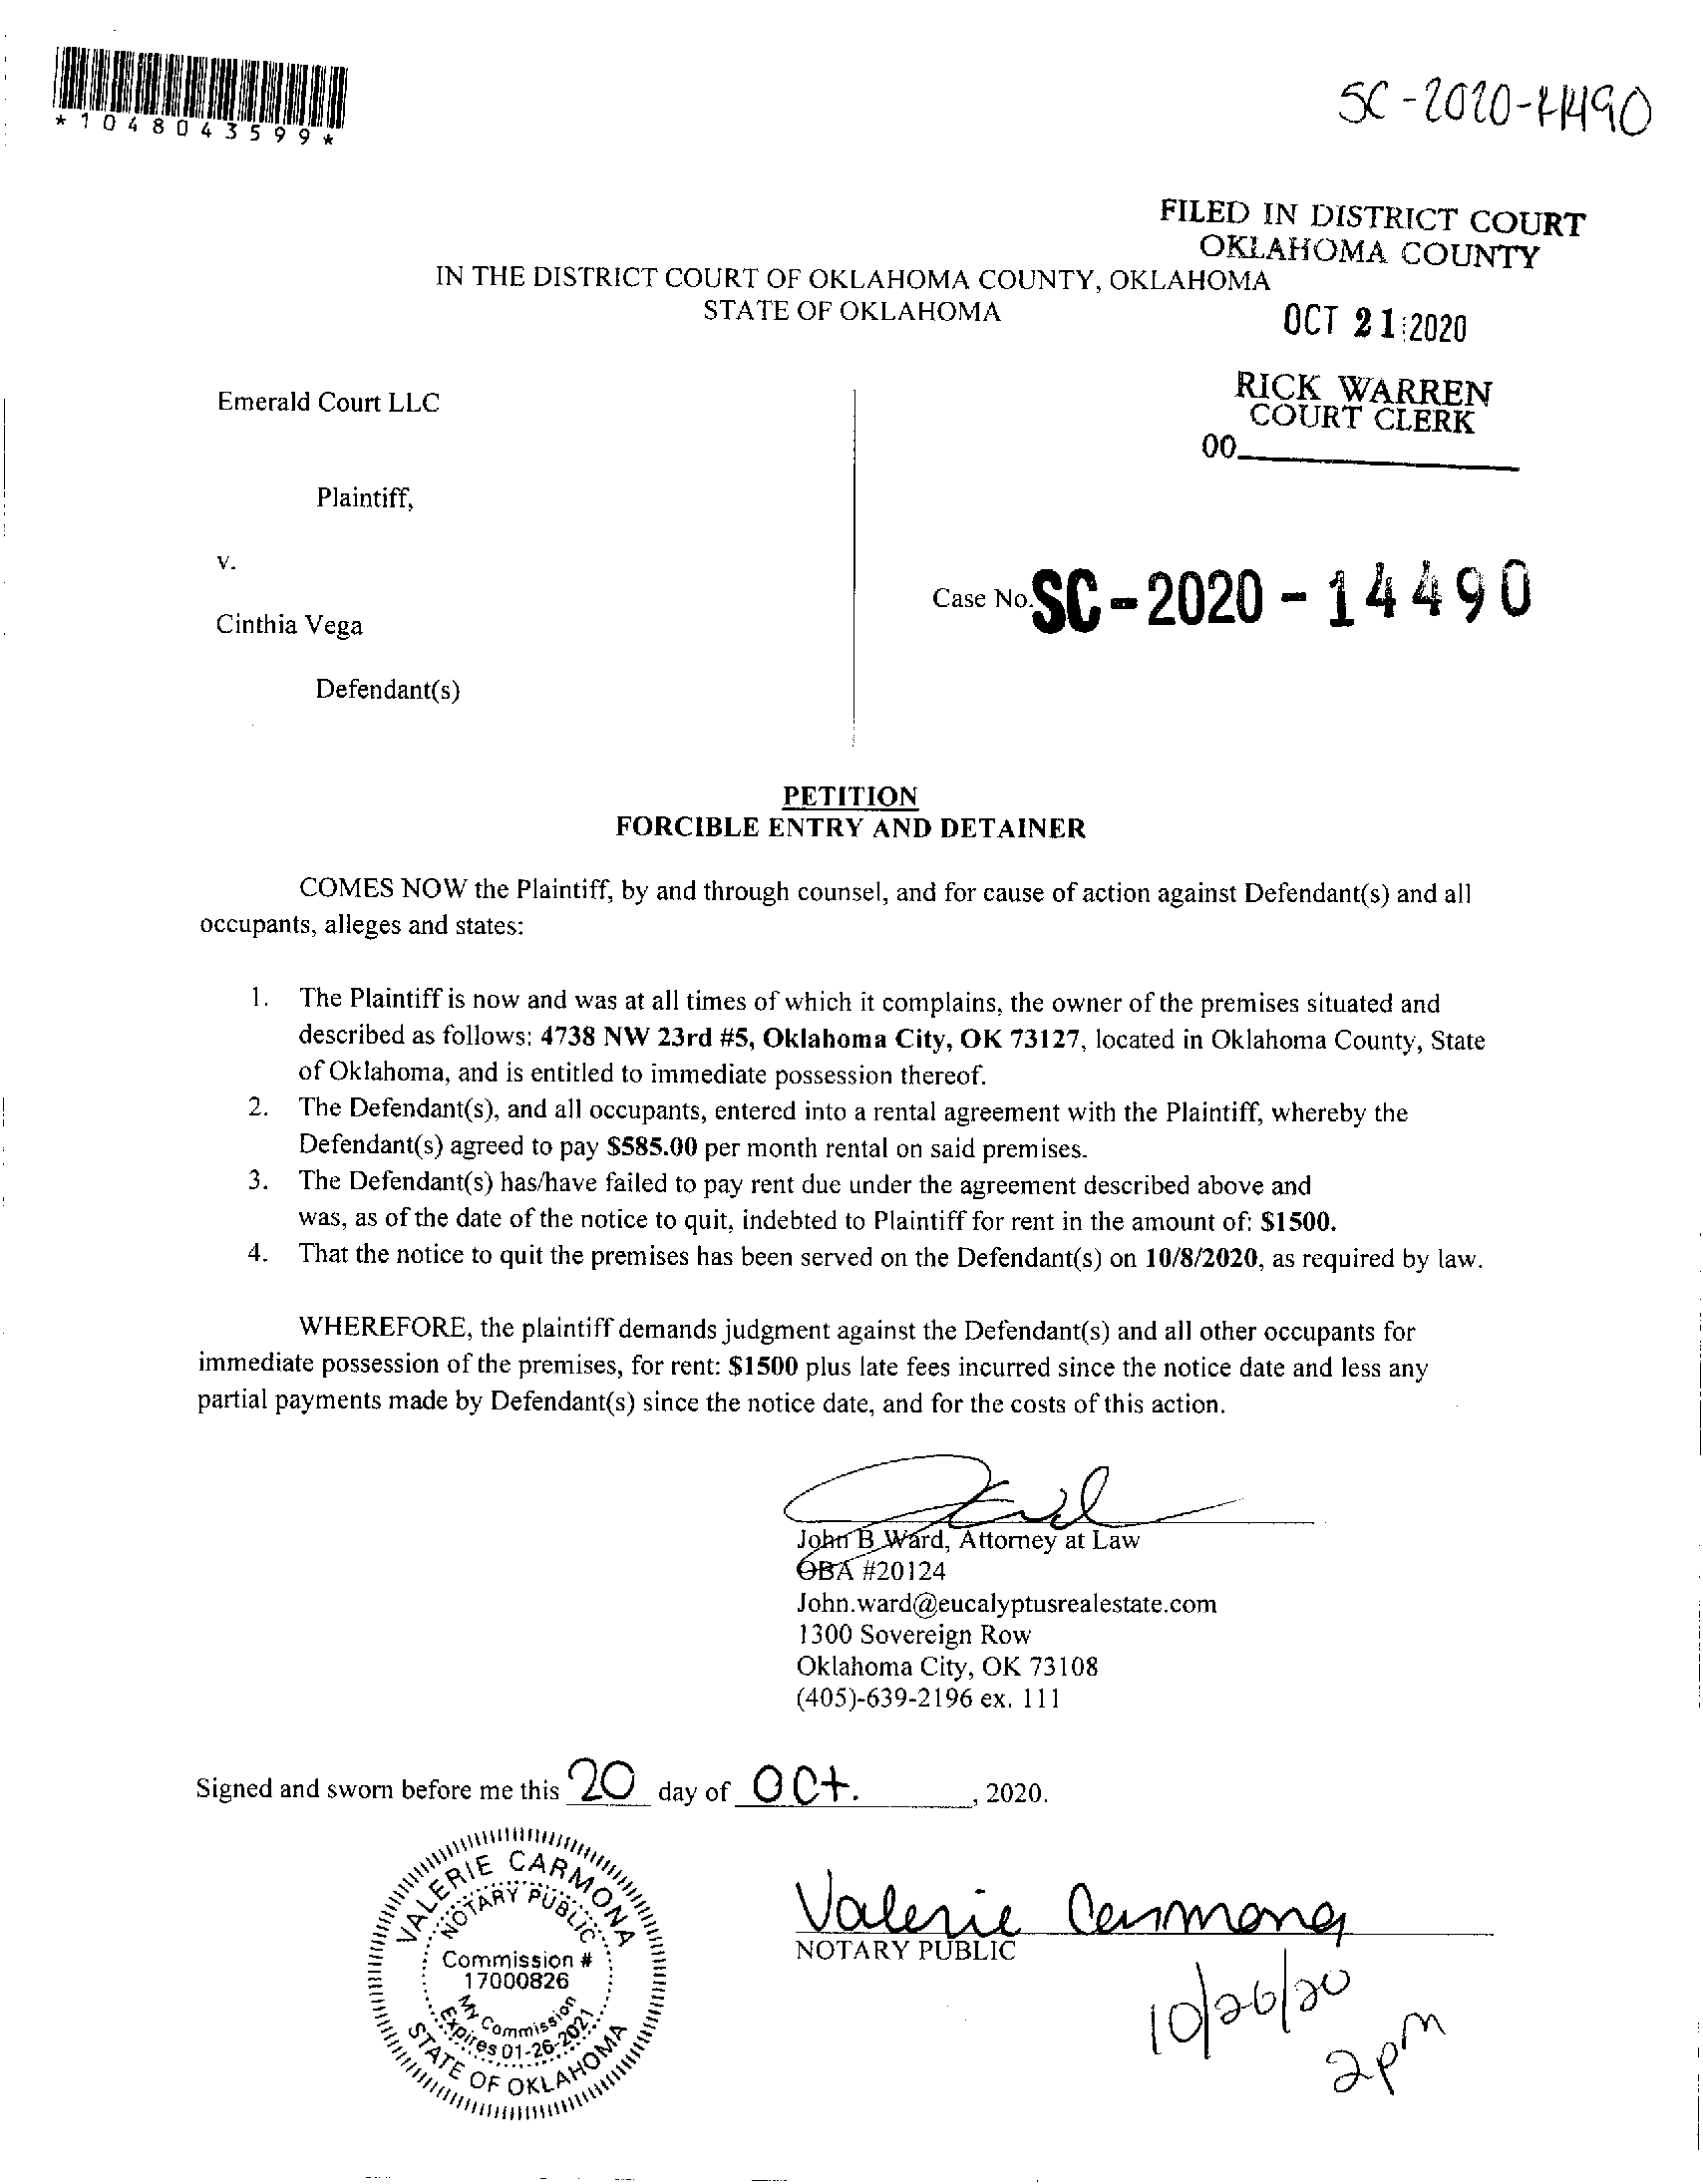 *1048043599*
SC-2020-14490
FILED IN DISTRICT COURT
OKLAHOMA COUNTY
IN THE DISTRICT COURT OF OKLAHOMA COUNTY, OKLAHOMA
STATE OF OKLAHOMA
OCT 21 2020
RICK WARREN
COURT CLERK
00
Emerald Court LLC
Plaintiff,
v.
Case No. SC-2020-14490
Cinthia Vega
Defendant(s)
PETITION
FORCIBLE ENTRY AND DETAINER
COMES NOW the Plaintiff, by and through counsel, and for cause of action against Defendant(s) and all
occupants, alleges and states:
1. The Plaintiff is now and was at all times of which it complains, the owner of the premises situated and
described as follows: 4738 NW 23rd #5, Oklahoma City, OK 73127, located in Oklahoma County, State
of Oklahoma, and is entitled to immediate possession thereof.
2. The Defendant(s), and all occupants, entered into a rental agreement with the Plaintiff, whereby the
Defendant(s) agreed to pay $585.00 per month rental on said premises.
3. The Defendant(s) has/have failed to pay rent due under the agreement described above and
was, as of the date of the notice to quit, indebted to Plaintiff for rent in the amount of: $1500.
4. That the notice to quit the premises has been served on the Defendant(s) on 10/8/2020, as required by law.
WHEREFORE, the plaintiff demands judgment against the Defendant(s) and all other occupants for
immediate possession of the premises, for rent: $1500 plus late fees incurred since the notice date and less any
partial payments made by Defendant(s) since the notice date, and for the costs of this action.
John B Ward, Attorney at Law
OBA #20124
John.ward@eucalyptusrealestate.com
1300 Sovereign Row
Oklahoma City, OK 73108
(405)-639-2196 ex. 111
Signed and sworn before me this 20 day of Oct. , 2020.
VALERIE CARMONA
NOTARY PUBLIC
Commission #
17000826
My Commission
Expires 01-26-2021
STATE OF OKLAHOMA
Valerie Carmona
NOTARY PUBLIC
10/26/20
2pm